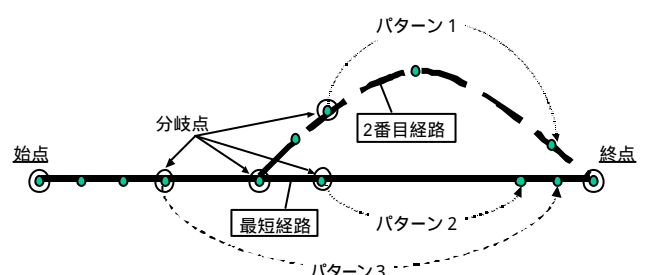 パターン1
分岐点
2番目経路
始点
終点
最短経路
パターン2
パターン3